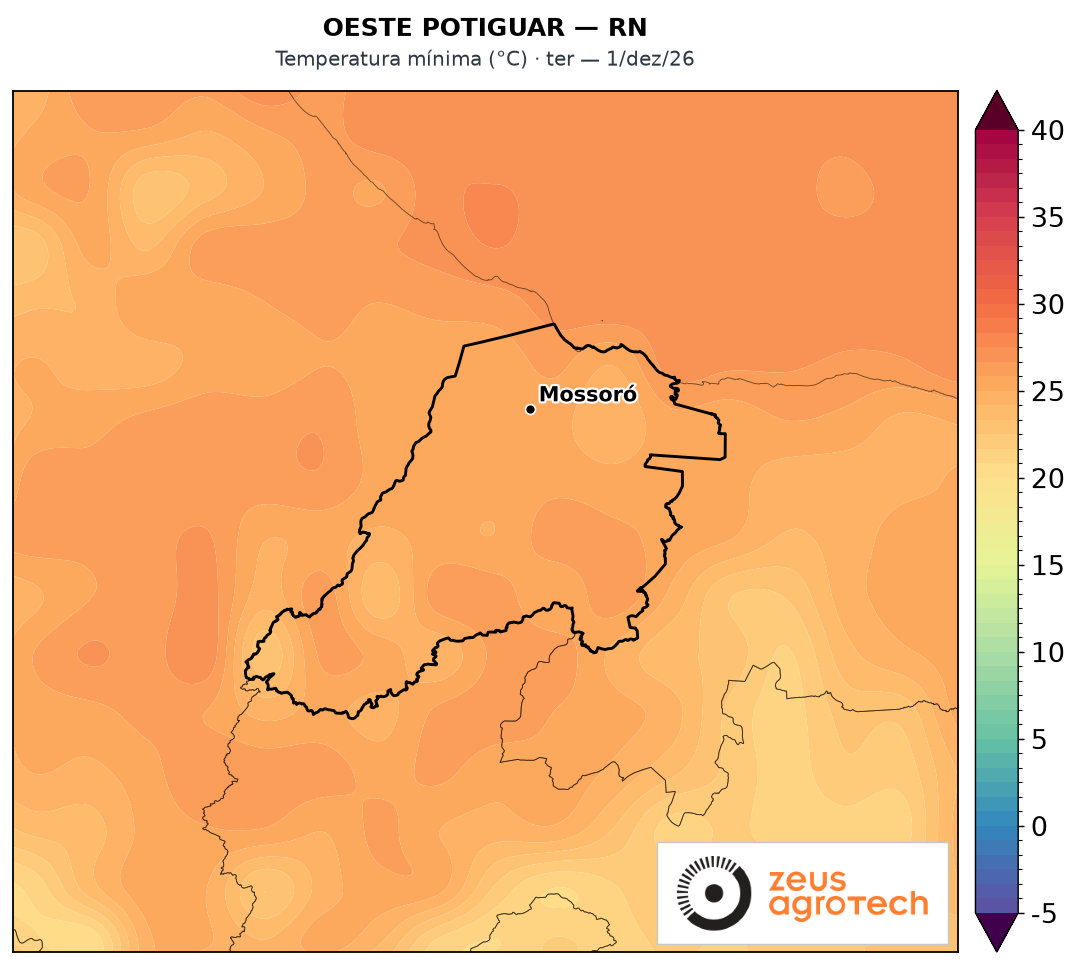 OESTE POTIGUAR — RN
Temperatura mínima (°C) · ter — 1/dez/26
Mossoró
40
35
30
25
20
15
10
5
0
-5
zeus
agrotech